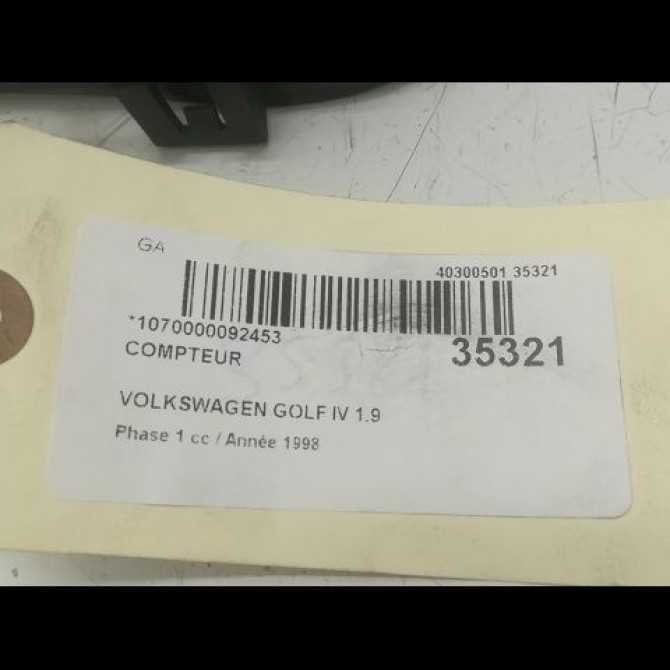 GA
40300501 35321
*1070000092453
35321
COMPTEUR
VOLKSWAGEN GOLF IV 1.9
Phase 1 cc / Année 1998